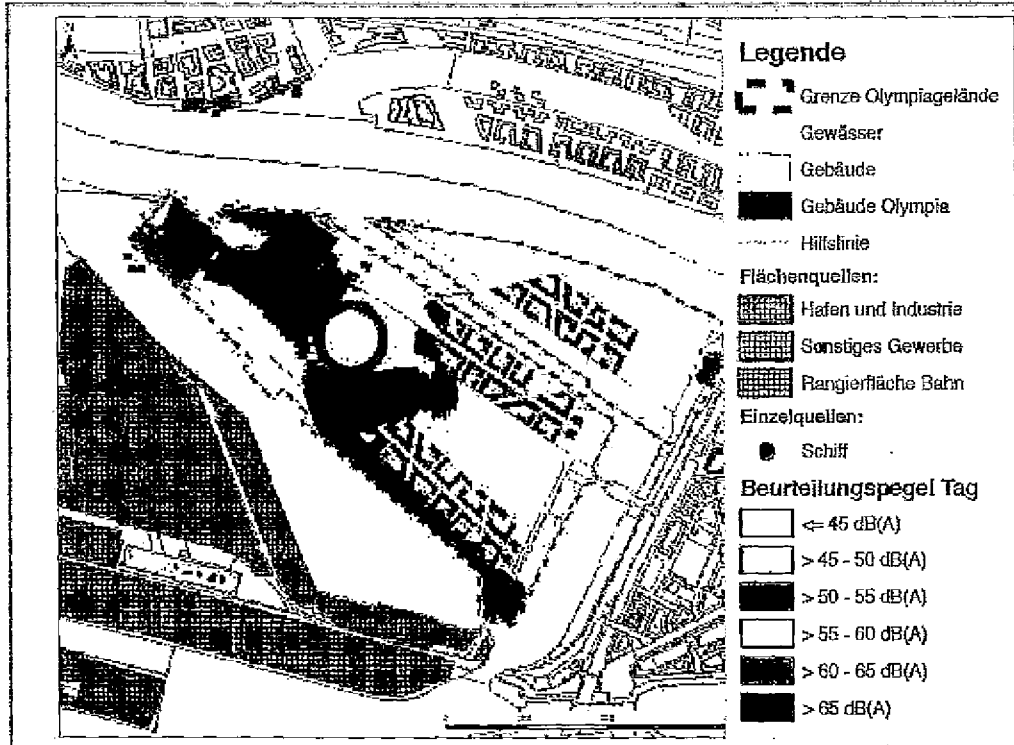 Legende
Grenze Olympiagelände
Gewässer
Gebäude
Gebäude Olympia
Hilfslinie
Flächenquellen:
Hafen und Industrie
Sonstiges Gewerbe
Rangierfläche Bahn
Einzelquellen:
Schiff
Beurteilungspegel Tag
<= 45 dB(A)
> 45 - 50 dB(A)
> 50 - 55 dB(A)
> 55 - 60 dB(A)
> 60 - 65 dB(A)
> 65 dB(A)